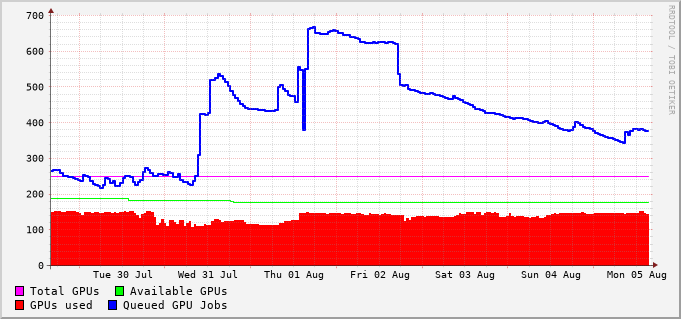 700
600
500
400
300
200
100
0
Tue 30 Jul Wed 31 Jul Thu 01 Aug Fri 02 Aug Sat 03 Aug Sun 04 Aug Mon 05 Aug
Total GPUs Available GPUs
GPUs used Queued GPU Jobs
RRDTOOL / TOBI OETIKER